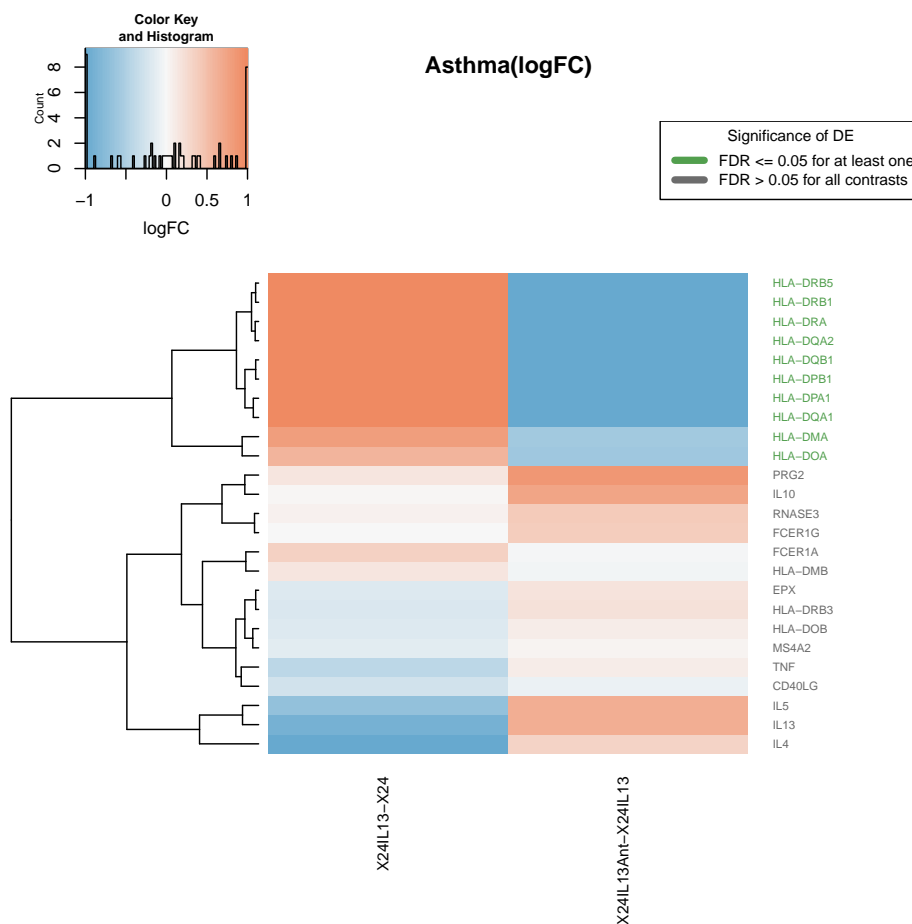 Color Key
and Histogram
Count
0 2 4 6 8
−1 0 0.5 1
logFC
Asthma(logFC)
Significance of DE
FDR <= 0.05 for at least one
FDR > 0.05 for all contrasts
HLA−DRB5
HLA−DRB1
HLA−DRA
HLA−DQA2
HLA−DQB1
HLA−DPB1
HLA−DPA1
HLA−DQA1
HLA−DMA
HLA−DOA
PRG2
IL10
RNASE3
FCER1G
FCER1A
HLA−DMB
EPX
HLA−DRB3
HLA−DOB
MS4A2
TNF
CD40LG
IL5
IL13
IL4
X24IL13−X24
X24IL13Ant−X24IL13